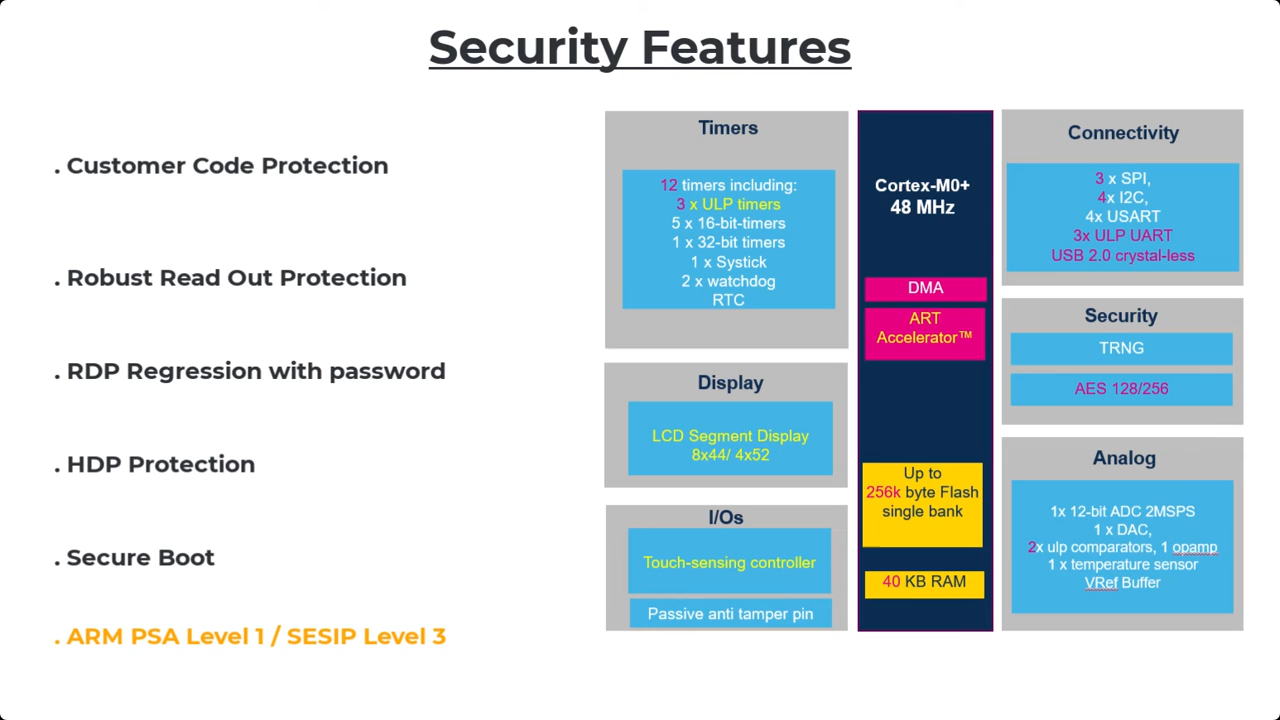 Security Features
. Customer Code Protection
. Robust Read Out Protection
. RDP Regression with password
. HDP Protection
. Secure Boot
. ARM PSA Level 1 / SESIP Level 3
Timers
12 timers including:
3 x ULP timers
5 x 16-bit-timers
1 x 32-bit timers
1 x Systick
2 x watchdog
RTC
Display
LCD Segment Display
8x44/ 4x52
I/Os
Touch-sensing controller
Passive anti tamper pin
Cortex-M0+
48 MHz
DMA
ART
Accelerator™
Up to
256k byte Flash
single bank
40 KB RAM
Connectivity
3 x SPI,
4x I2C,
4x USART
3x ULP UART
USB 2.0 crystal-less
Security
TRNG
AES 128/256
Analog
1x 12-bit ADC 2MSPS
1 x DAC,
2x ulp comparators, 1 opamp
1 x temperature sensor
VRef Buffer